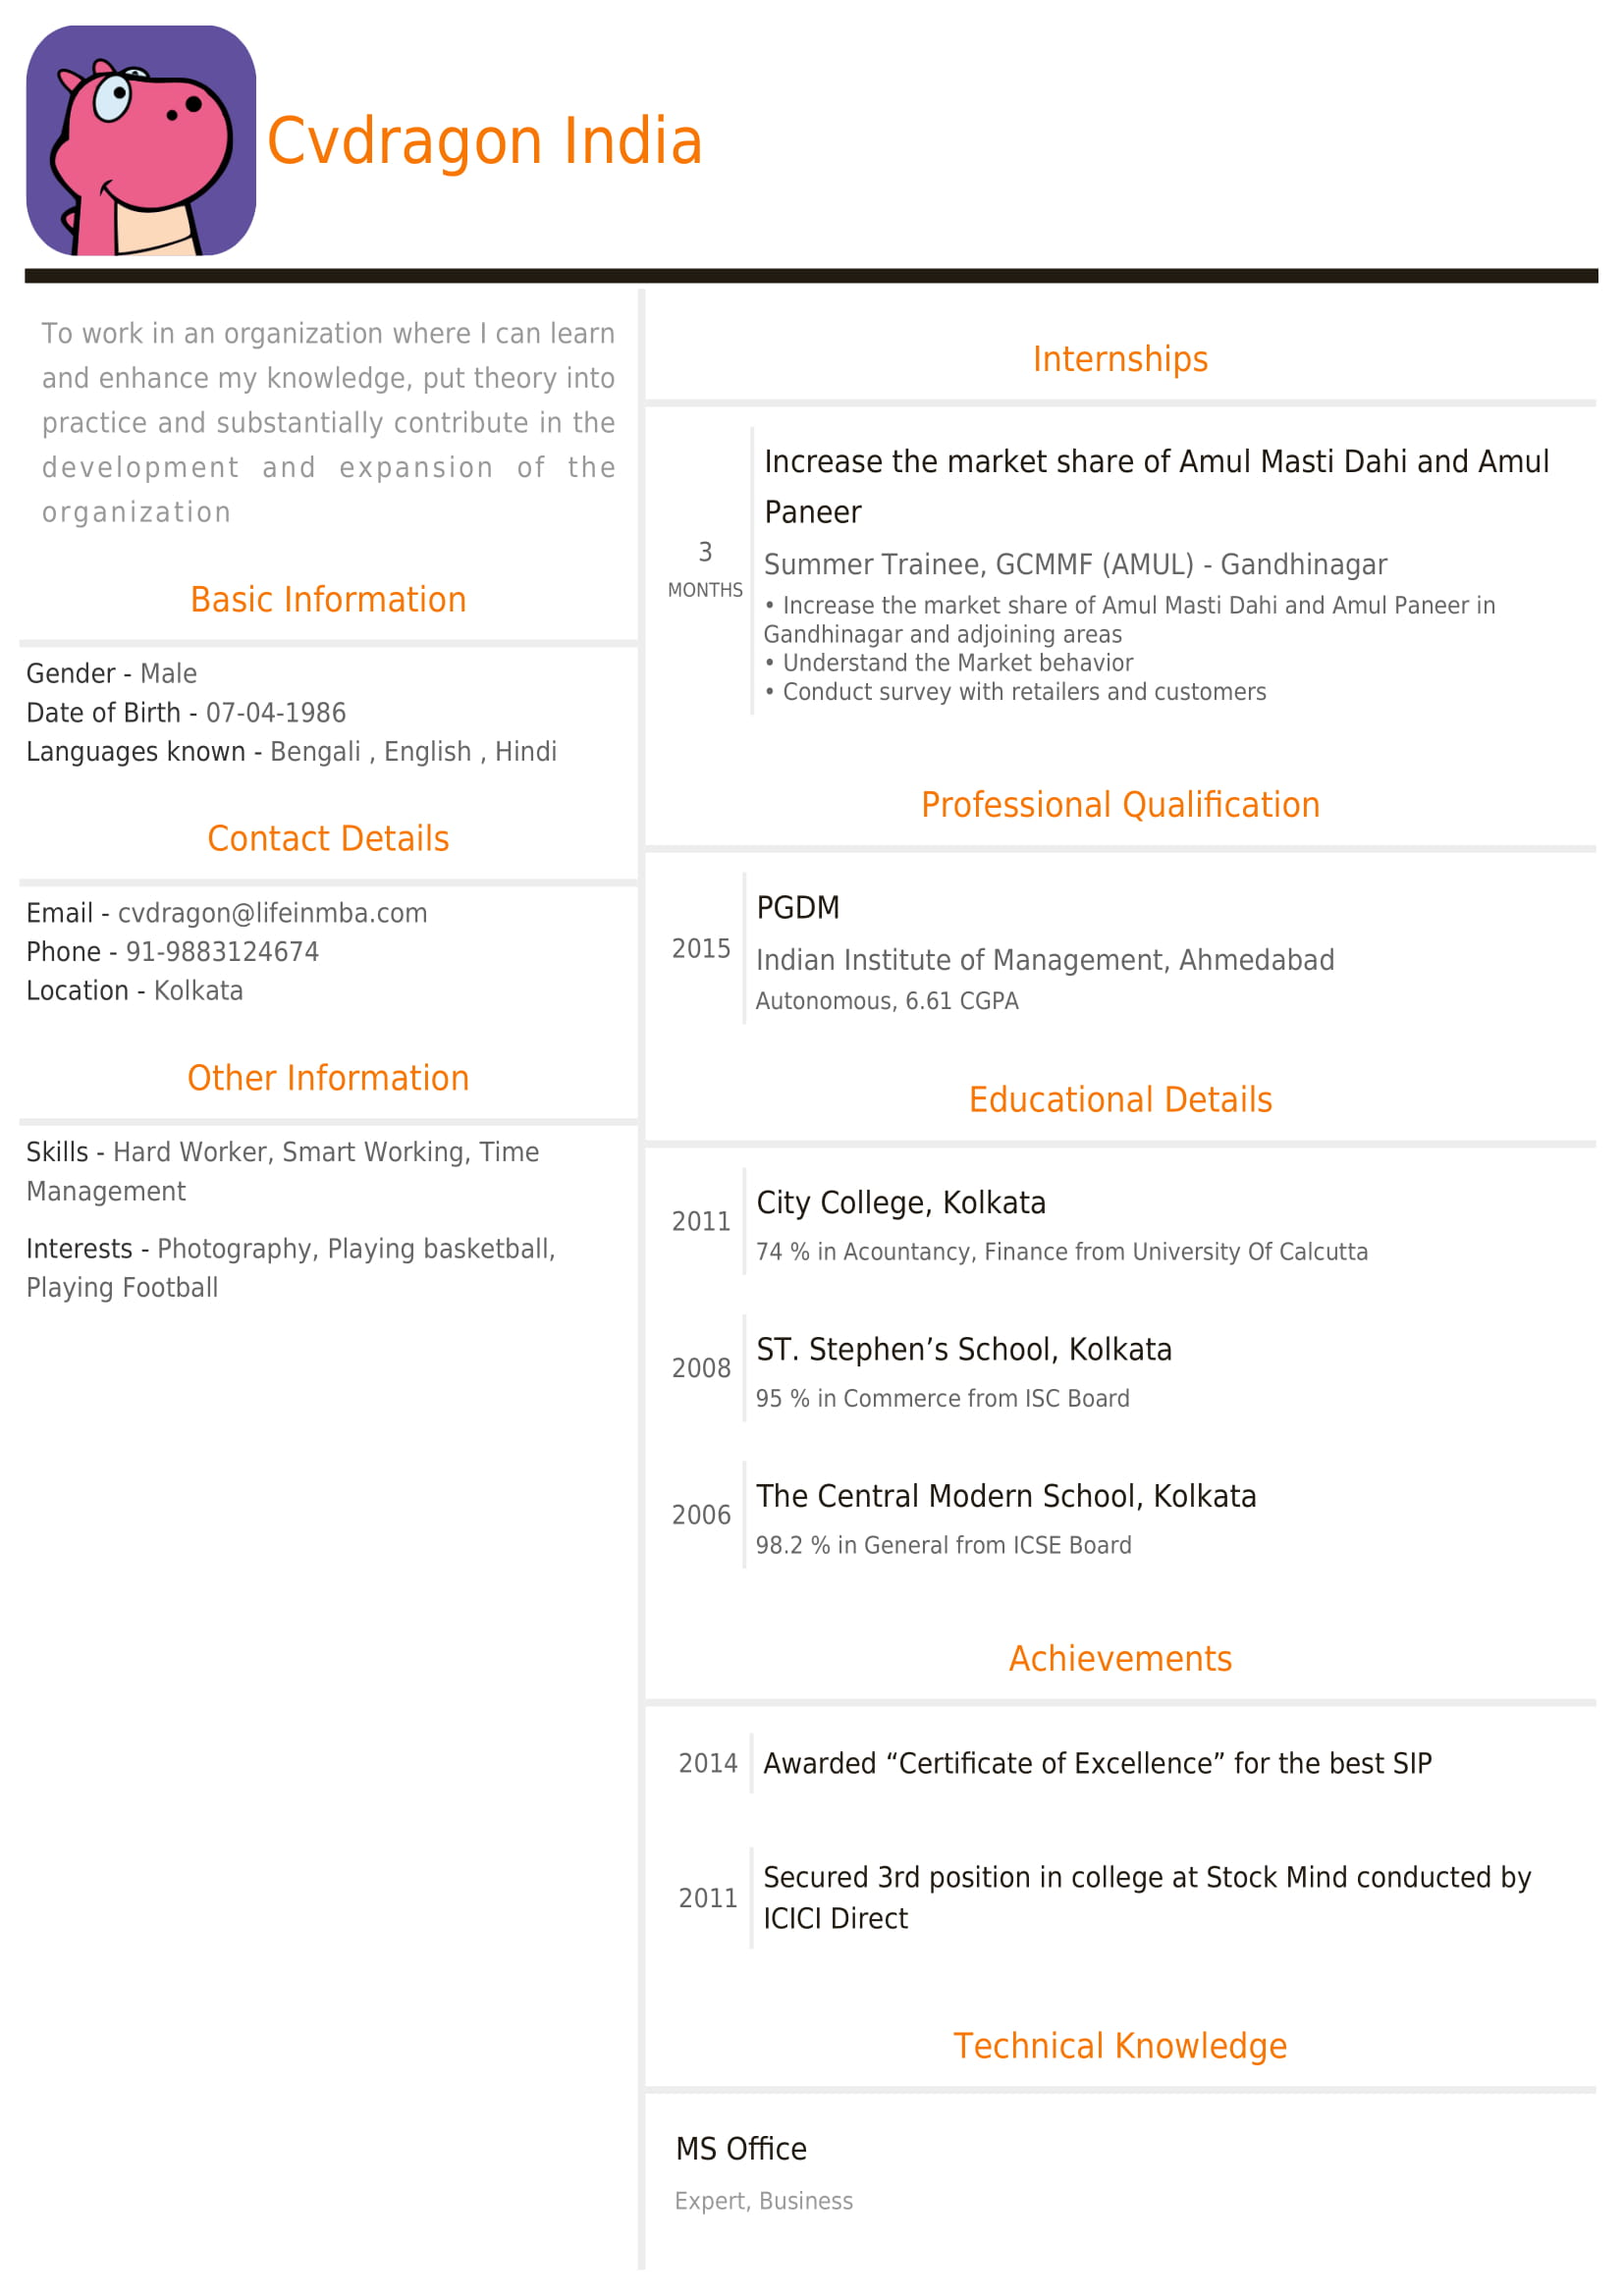 Cvdragon India
To work in an organization where I can learn
and enhance my knowledge, put theory into
practice and substantially contribute in the
development and expansion of the
organization
Basic Information
Gender - Male
Date of Birth - 07-04-1986
Languages known - Bengali , English , Hindi
Contact Details
Email - cvdragon@lifeinmba.com
Phone - 91-9883124674
Location - Kolkata
Other Information
Skills - Hard Worker, Smart Working, Time
Management
Interests - Photography, Playing basketball,
Playing Football
Internships
3
MONTHS
Increase the market share of Amul Masti Dahi and Amul
Paneer
Summer Trainee, GCMMF (AMUL) - Gandhinagar
• Increase the market share of Amul Masti Dahi and Amul Paneer in
Gandhinagar and adjoining areas
• Understand the Market behavior
• Conduct survey with retailers and customers
Professional Qualification
2015
PGDM
Indian Institute of Management, Ahmedabad
Autonomous, 6.61 CGPA
Educational Details
2011
City College, Kolkata
74 % in Acountancy, Finance from University Of Calcutta
2008
ST. Stephen’s School, Kolkata
95 % in Commerce from ISC Board
2006
The Central Modern School, Kolkata
98.2 % in General from ICSE Board
Achievements
2014
Awarded “Certificate of Excellence” for the best SIP
2011
Secured 3rd position in college at Stock Mind conducted by
ICICI Direct
Technical Knowledge
MS Office
Expert, Business